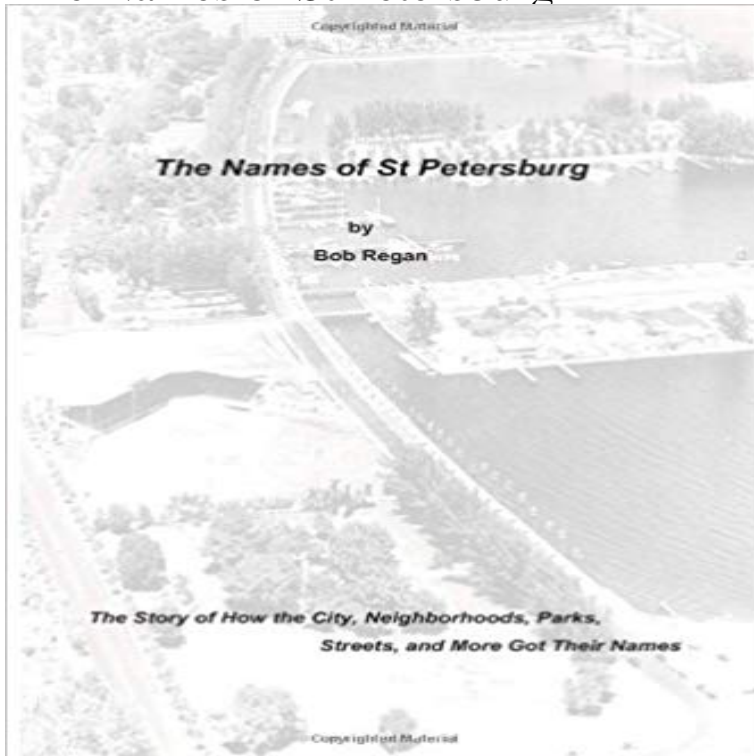 Copyrighted Material
The Names of St Petersburg
by
Bob Regan
The Story of How the City, Neighborhoods, Parks,
Streets, and More Got Their Names
Copyrighted Material